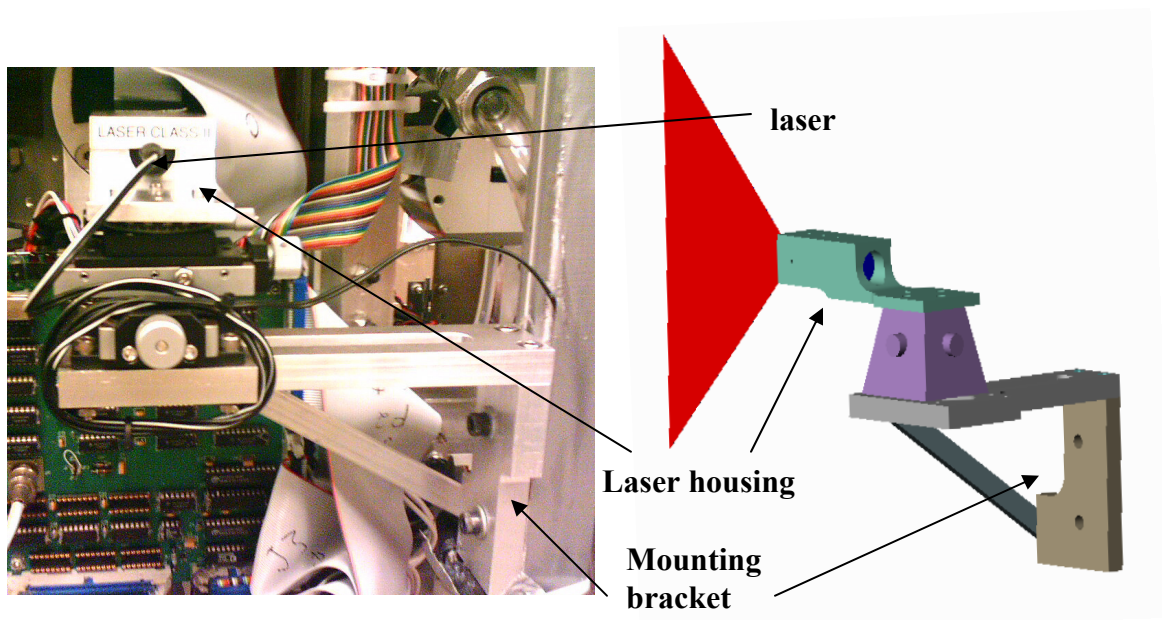 LASER CLASS II
laser
Laser housing
Mounting
bracket